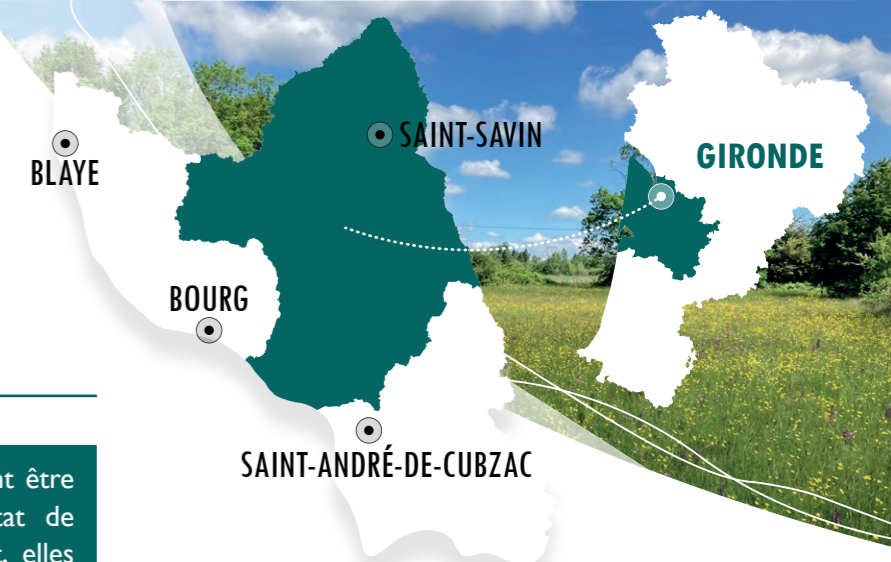 SAINT-SAVIN
GIRONDE
BLAYE
BOURG
SAINT-ANDRÉ-DE-CUBZAC
être
de
elles